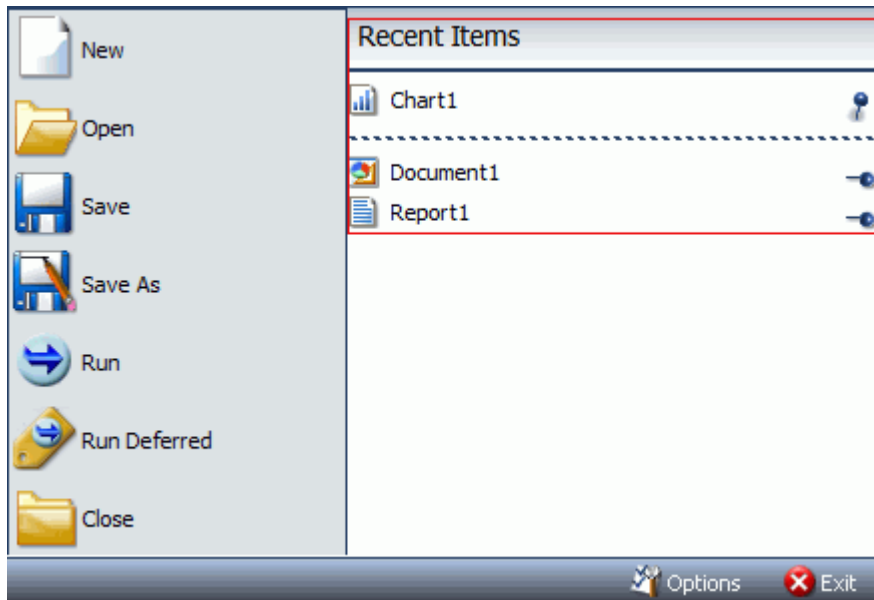 New
Open
Save
Save As
Run
Run Deferred
Close
Recent Items
Chart1
Document1
Report1
Options
Exit